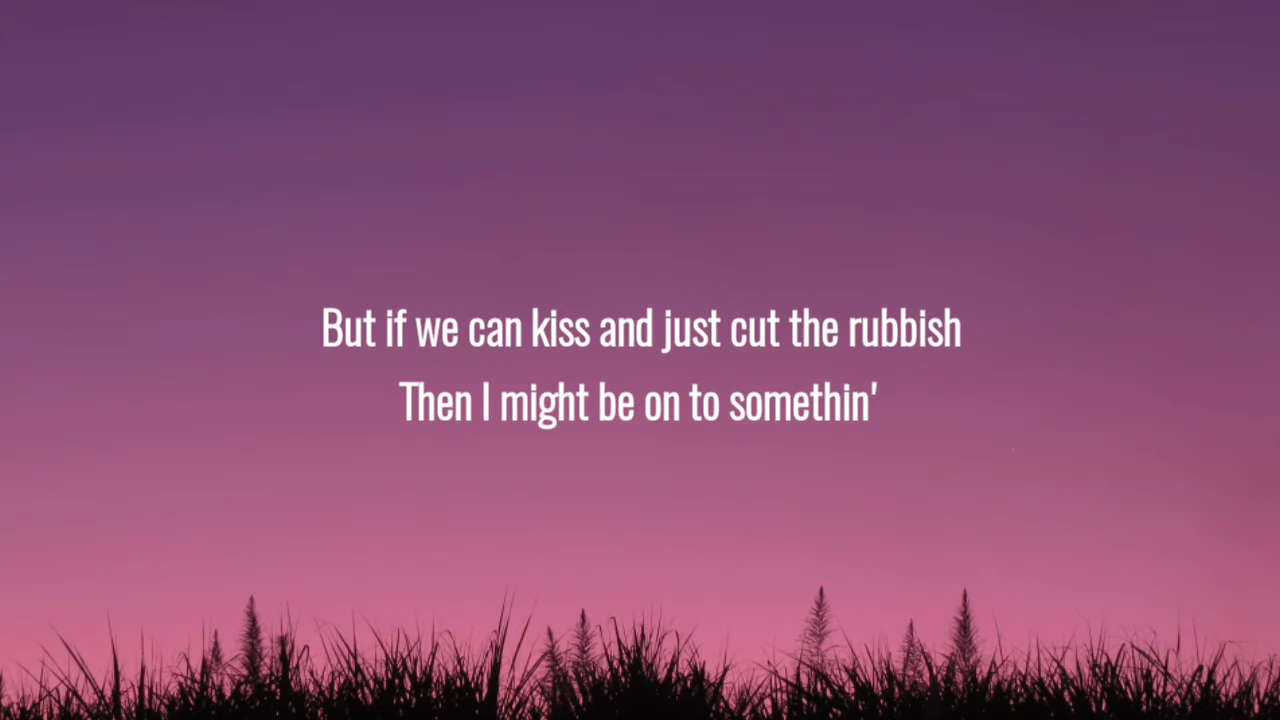 But if we can kiss and just cut the rubbish
Then I might be on to somethin'